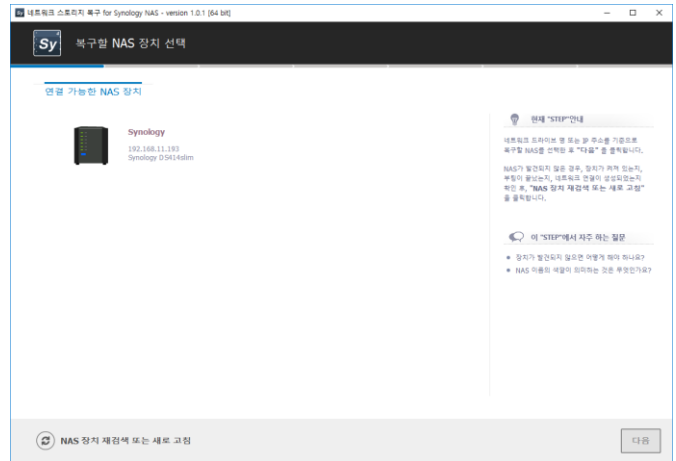 Sy 네트워크 스토리지 복구 for Synology NAS - version 1.0.1 [64 bit]
Sy 복구할 NAS 장치 선택
연결 가능한 NAS 장치
Synology
192.168.11.193
Synology DS414slim
현재 "STEP"안내
네트워크 드라이브 명 또는 IP 주소를 기준으로
복구할 NAS를 선택한 후 "다음" 를 클릭합니다.
NAS가 발견되지 않은 경우, 장치가 켜져 있는지,
부팅이 끝났는지, 네트워크 연결이 생성되었는지
확인 후, "NAS 장치 재검색 또는 새로 고침"
을 클릭합니다.
이 "STEP"에서 자주 하는 질문
장치가 발견되지 않으면 어떻게 해야 하나요?
NAS 이름의 색깔이 의미하는 것은 무엇인가요?
NAS 장치 재검색 또는 새로 고침
다음